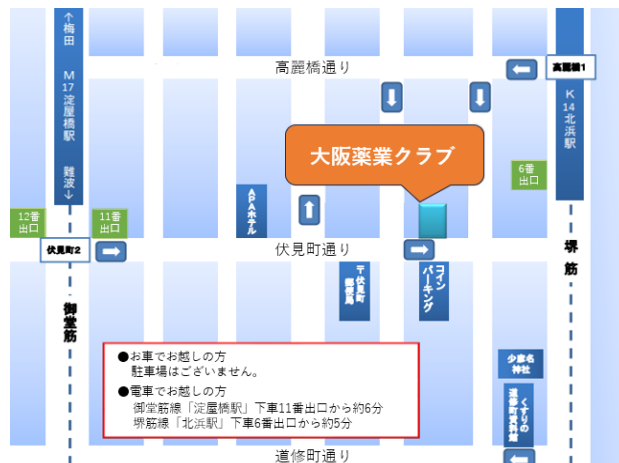 ↑梅田
M17淀屋橋駅
難波↓
高麗橋通り
高麗橋1
K14北浜駅
大阪薬業クラブ
6番
出口
APAホテル
12番
出口
11番
出口
伏見町2
伏見町通り
堺筋
〒伏見町
郵便局
コイン
パーキング
御堂筋
●お車でお越しの方
駐車場はございません。
●電車でお越しの方
御堂筋線「淀屋橋駅」下車11番出口から約6分
堺筋線「北浜駅」下車6番出口から約5分
少彦名
神社
くすりの
道修町資料館
道修町通り